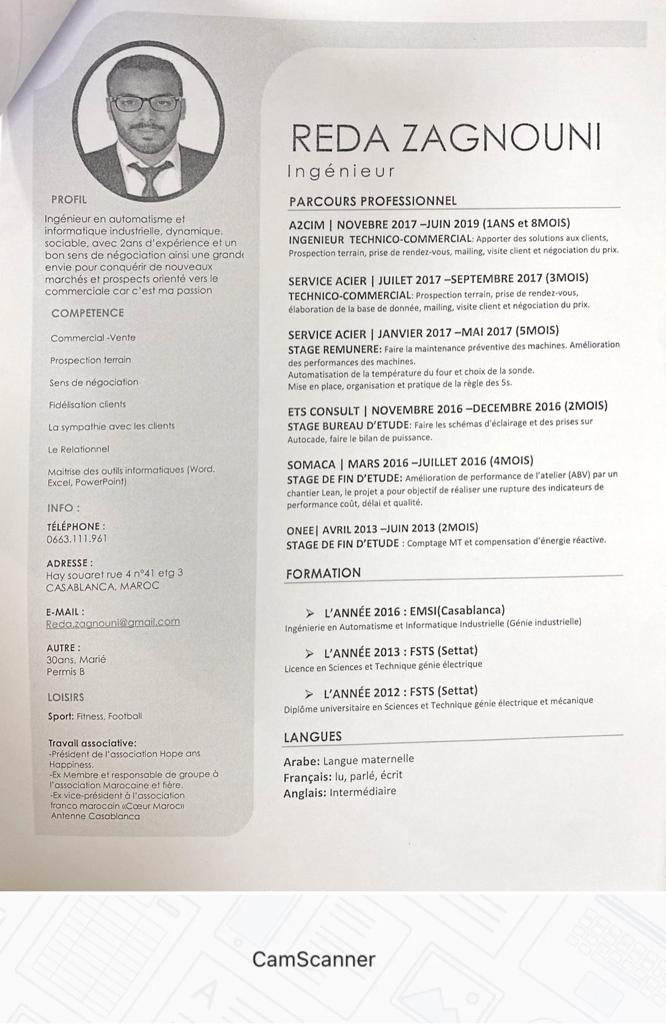 REDA ZAGNOUNI
Ingénieur
PROFIL
Ingénieur en automatisme et
informatique industrielle, dynamique,
sociable, avec 2ans d'expérience et un
bon sens de négociation ainsi une grande
envie pour conquérir de nouveaux
marchés et prospects orienté vers le
commerciale car c'est ma passion
COMPETENCE
Commercial -Vente
Prospection terrain
Sens de négociation
Fidélisation clients
La sympathie avec les clients
Le Relationnel
Maitrise des outils informatiques (Word,
Excel, PowerPoint)
INFO :
TÉLÉPHONE :
0663.111.961
ADRESSE :
Hay souaret rue 4 n°41 etg 3
CASABLANCA, MAROC
E-MAIL :
Reda.zagnouni@gmail.com
AUTRE :
30ans, Marié
Permis B
LOISIRS
Sport: Fitness, Football
Travail associative:
-Président de l'association Hope ans
Happiness.
-Ex Membre et responsable de groupe à
l'association Marocaine et fière.
-Ex vice-président à l'association
franco marocain «Cœur Maroc»
Antenne Casablanca
PARCOURS PROFESSIONNEL
A2CIM | NOVEBRE 2017 –JUIN 2019 (1ANS et 8MOIS)
INGENIEUR TECHNICO-COMMERCIAL: Apporter des solutions aux clients,
Prospection terrain, prise de rendez-vous, mailing, visite client et négociation du prix.
SERVICE ACIER | JUILET 2017 –SEPTEMBRE 2017 (3MOIS)
TECHNICO-COMMERCIAL: Prospection terrain, prise de rendez-vous,
élaboration de la base de donnée, mailing, visite client et négociation du prix.
SERVICE ACIER | JANVIER 2017 –MAI 2017 (5MOIS)
STAGE REMUNERE: Faire la maintenance préventive des machines. Amélioration
des performances des machines.
Automatisation de la température du four et choix de la sonde.
Mise en place, organisation et pratique de la règle des 5s.
ETS CONSULT | NOVEMBRE 2016 –DECEMBRE 2016 (2MOIS)
STAGE BUREAU D'ETUDE: Faire les schémas d'éclairage et des prises sur
Autocade, faire le bilan de puissance.
SOMACA | MARS 2016 –JUILLET 2016 (4MOIS)
STAGE DE FIN D'ETUDE: Amélioration de performance de l'atelier (ABV) par un
chantier Lean, le projet a pour objectif de réaliser une rupture des indicateurs de
performance coût, délai et qualité.
ONEE| AVRIL 2013 –JUIN 2013 (2MOIS)
STAGE DE FIN D'ETUDE : Comptage MT et compensation d'énergie réactive.
FORMATION
➢ L'ANNÉE 2016 : EMSI(Casablanca)
Ingénierie en Automatisme et Informatique Industrielle (Génie industrielle)
➢ L'ANNÉE 2013 : FSTS (Settat)
Licence en Sciences et Technique génie électrique
➢ L'ANNÉE 2012 : FSTS (Settat)
Diplôme universitaire en Sciences et Technique génie électrique et mécanique
LANGUES
Arabe: Langue maternelle
Français: lu, parlé, écrit
Anglais: Intermédiaire
CamScanner